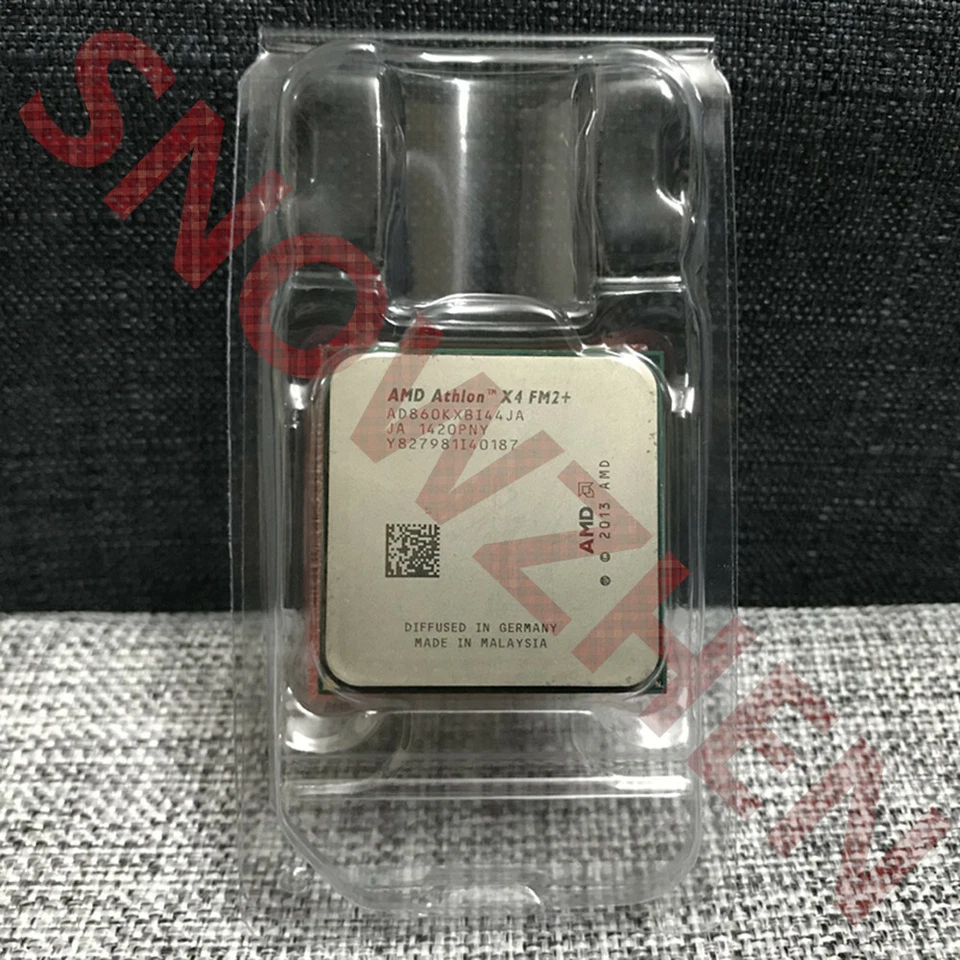 SNOWZHEN
AMD Athlon™ X4 FM2+
AD860KXBI44JA
JA 1420PNY
Y827981I40187
AMD
© 2013 AMD
DIFFUSED IN GERMANY
MADE IN MALAYSIA